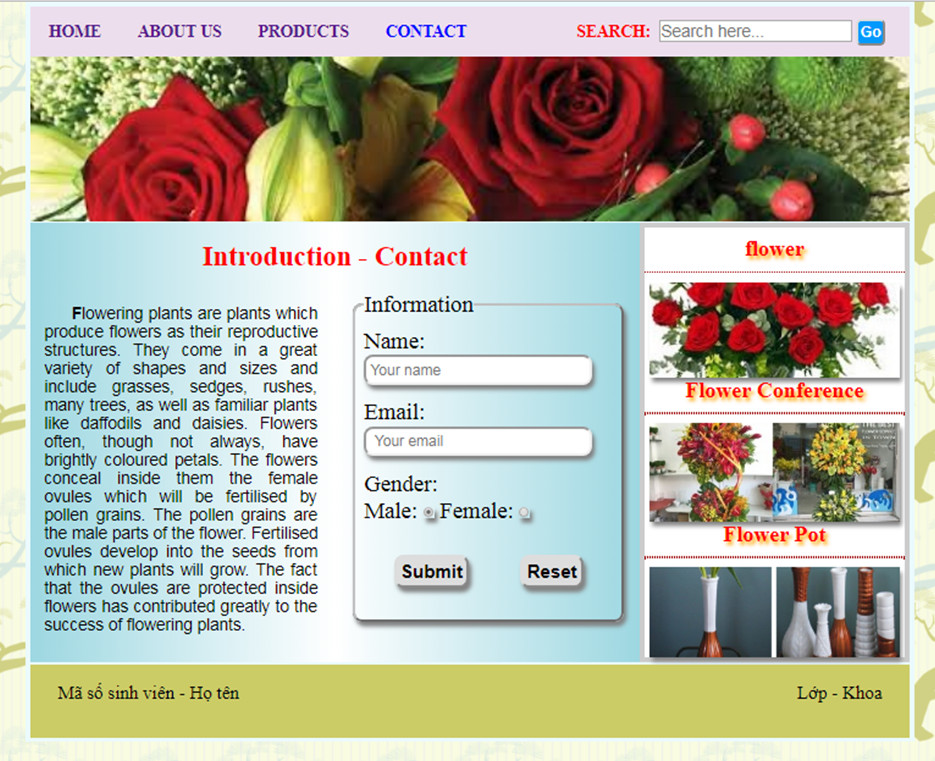 HOME ABOUT US PRODUCTS CONTACT SEARCH: Search here... Go
Introduction - Contact
Flowering plants are plants which
produce flowers as their reproductive
structures. They come in a great
variety of shapes and sizes and
include grasses, sedges, rushes,
many trees, as well as familiar plants
like daffodils and daisies. Flowers
often, though not always, have
brightly coloured petals. The flowers
conceal inside them the female
ovules which will be fertilised by
pollen grains. The pollen grains are
the male parts of the flower. Fertilised
ovules develop into the seeds from
which new plants will grow. The fact
that the ovules are protected inside
flowers has contributed greatly to the
success of flowering plants.
Information
Name:
Your name
Email:
Your email
Gender:
Male: Female:
Submit Reset
flower
Flower Conference
THE BEST
Flower Pot
Mã số sinh viên - Họ tên
Lớp - Khoa